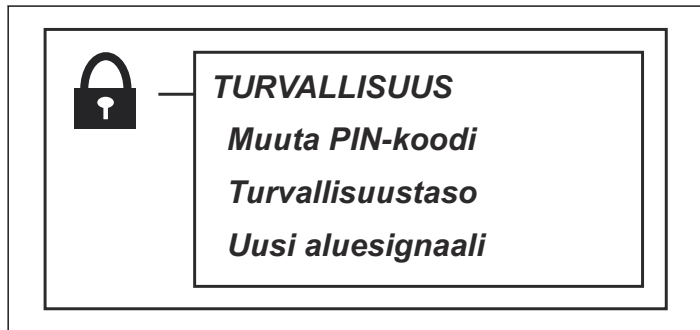 TURVALLISUUS
Muuta PIN-koodi
Turvallisuustaso
Uusi aluesignaali